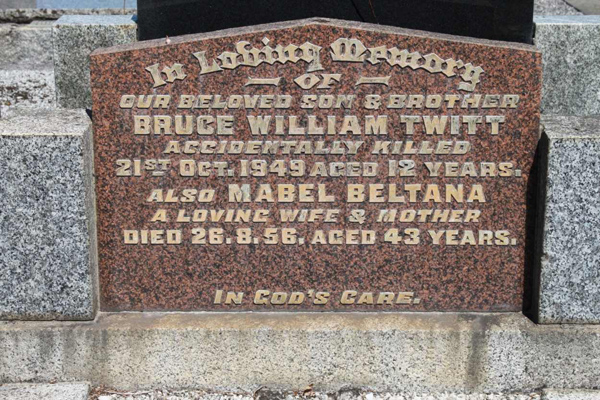 In Loving Memory
OF
OUR BELOVED SON & BROTHER
BRUCE WILLIAM TWITT
ACCIDENTALLY KILLED
21ST OCT. 1949 AGED 12 YEARS.
ALSO MABEL BELTANA
A LOVING WIFE & MOTHER
DIED 26.8.56, AGED 43 YEARS.
IN GOD'S CARE.